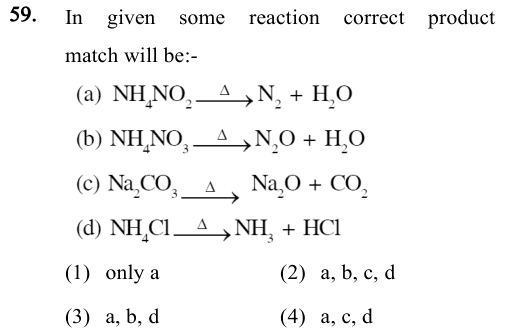 59. In given some reaction correct product
match will be:-
(a) NH₄NO₂ —Δ→ N₂ + H₂O
(b) NH₄NO₃ —Δ→ N₂O + H₂O
(c) Na₂CO₃ —Δ→ Na₂O + CO₂
(d) NH₄Cl —Δ→ NH₃ + HCl
(1) only a (2) a, b, c, d
(3) a, b, d (4) a, c, d